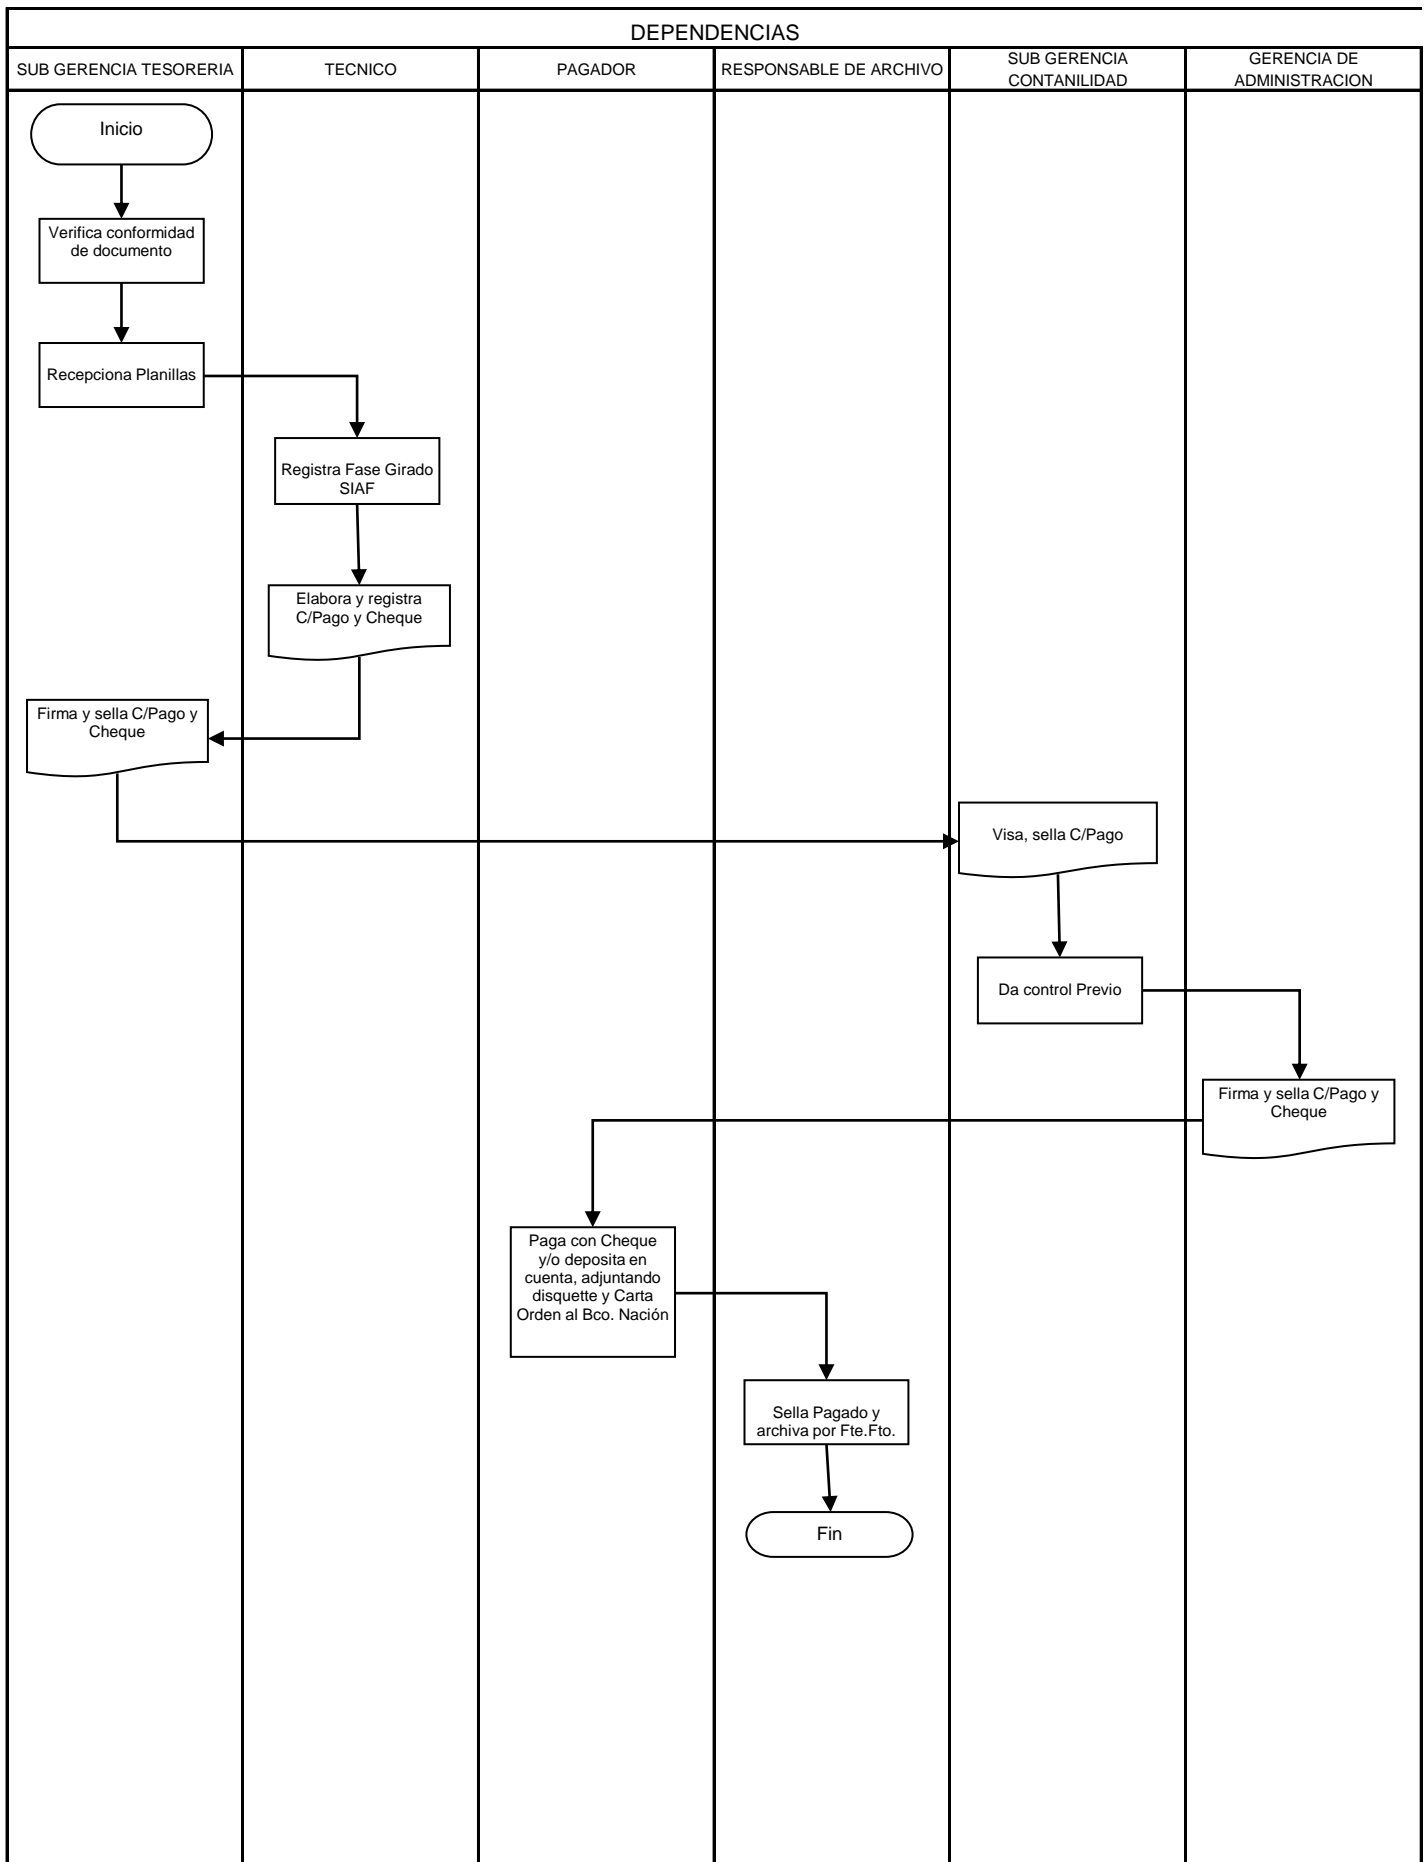 DEPENDENCIAS
SUB GERENCIA TESORERIA
TECNICO
PAGADOR
RESPONSABLE DE ARCHIVO
SUB GERENCIA
CONTANILIDAD
GERENCIA DE
ADMINISTRACION
Inicio
Verifica conformidad
de documento
Recepciona Planillas
Registra Fase Girado
SIAF
Elabora y registra
C/Pago y Cheque
Firma y sella C/Pago y
Cheque
Visa, sella C/Pago
Da control Previo
Firma y sella C/Pago y
Cheque
Paga con Cheque
y/o deposita en
cuenta, adjuntando
disquette y Carta
Orden al Bco. Nación
Sella Pagado y
archiva por Fte.Fto.
Fin